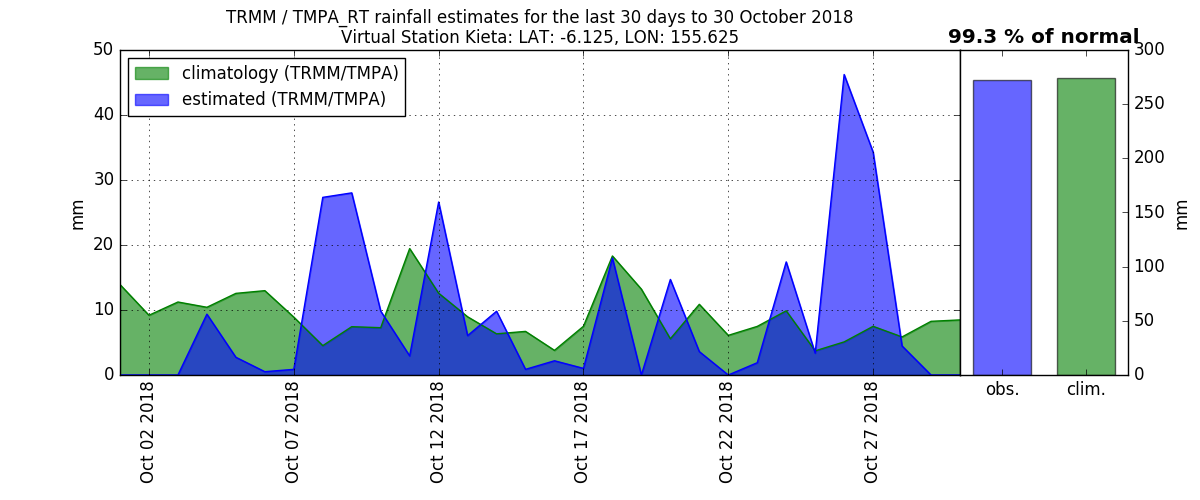 TRMM / TMPA_RT rainfall estimates for the last 30 days to 30 October 2018
Virtual Station Kieta: LAT: -6.125, LON: 155.625
99.3 % of normal
climatology (TRMM/TMPA)
estimated (TRMM/TMPA)
50
40
30
20
10
0
mm
Oct 02 2018
Oct 07 2018
Oct 12 2018
Oct 17 2018
Oct 22 2018
Oct 27 2018
obs.
clim.
300
250
200
150
100
50
0
mm